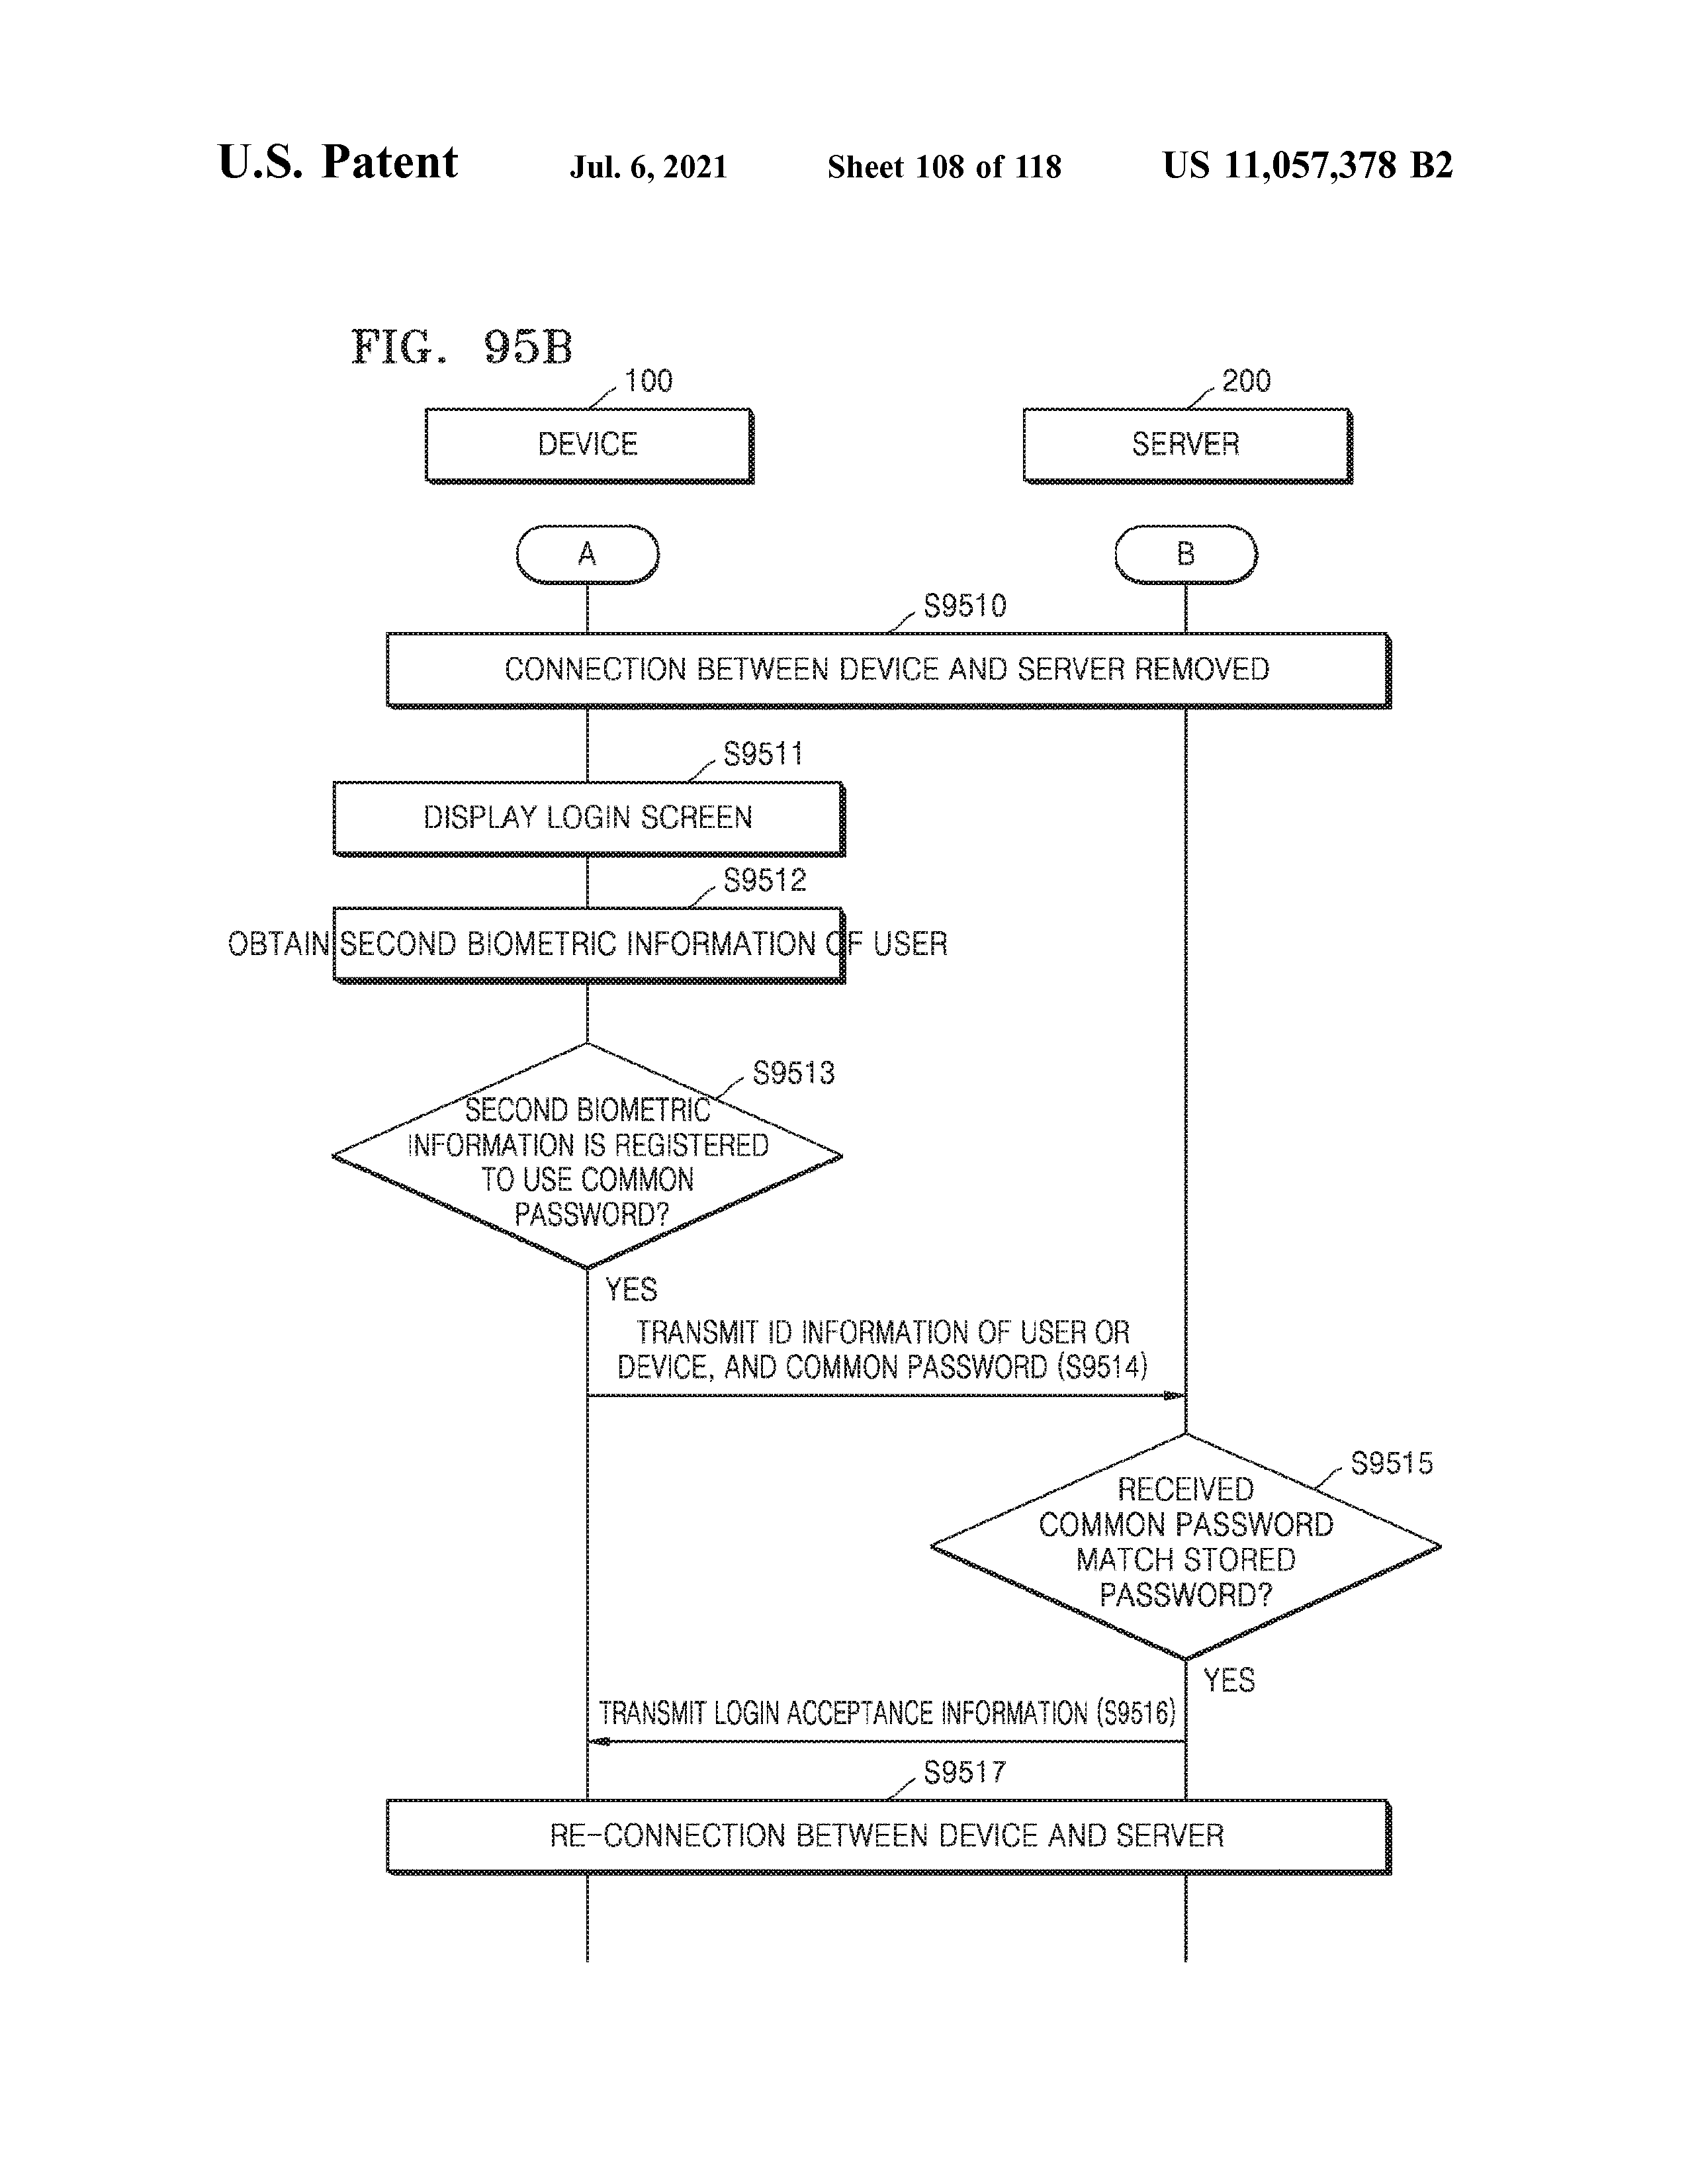 U.S. Patent Jul. 6, 2021 Sheet 108 of 118 US 11,057,378 B2
FIG. 95B
100 200
DEVICE SERVER
A B
S9510
CONNECTION BETWEEN DEVICE AND SERVER REMOVED
S9511
DISPLAY LOGIN SCREEN
S9512
OBTAIN SECOND BIOMETRIC INFORMATION OF USER
S9513
SECOND BIOMETRIC
INFORMATION IS REGISTERED
TO USE COMMON
PASSWORD?
YES
TRANSMIT ID INFORMATION OF USER OR
DEVICE, AND COMMON PASSWORD (S9514)
S9515
RECEIVED
COMMON PASSWORD
MATCH STORED
PASSWORD?
YES
TRANSMIT LOGIN ACCEPTANCE INFORMATION (S9516)
S9517
RE-CONNECTION BETWEEN DEVICE AND SERVER